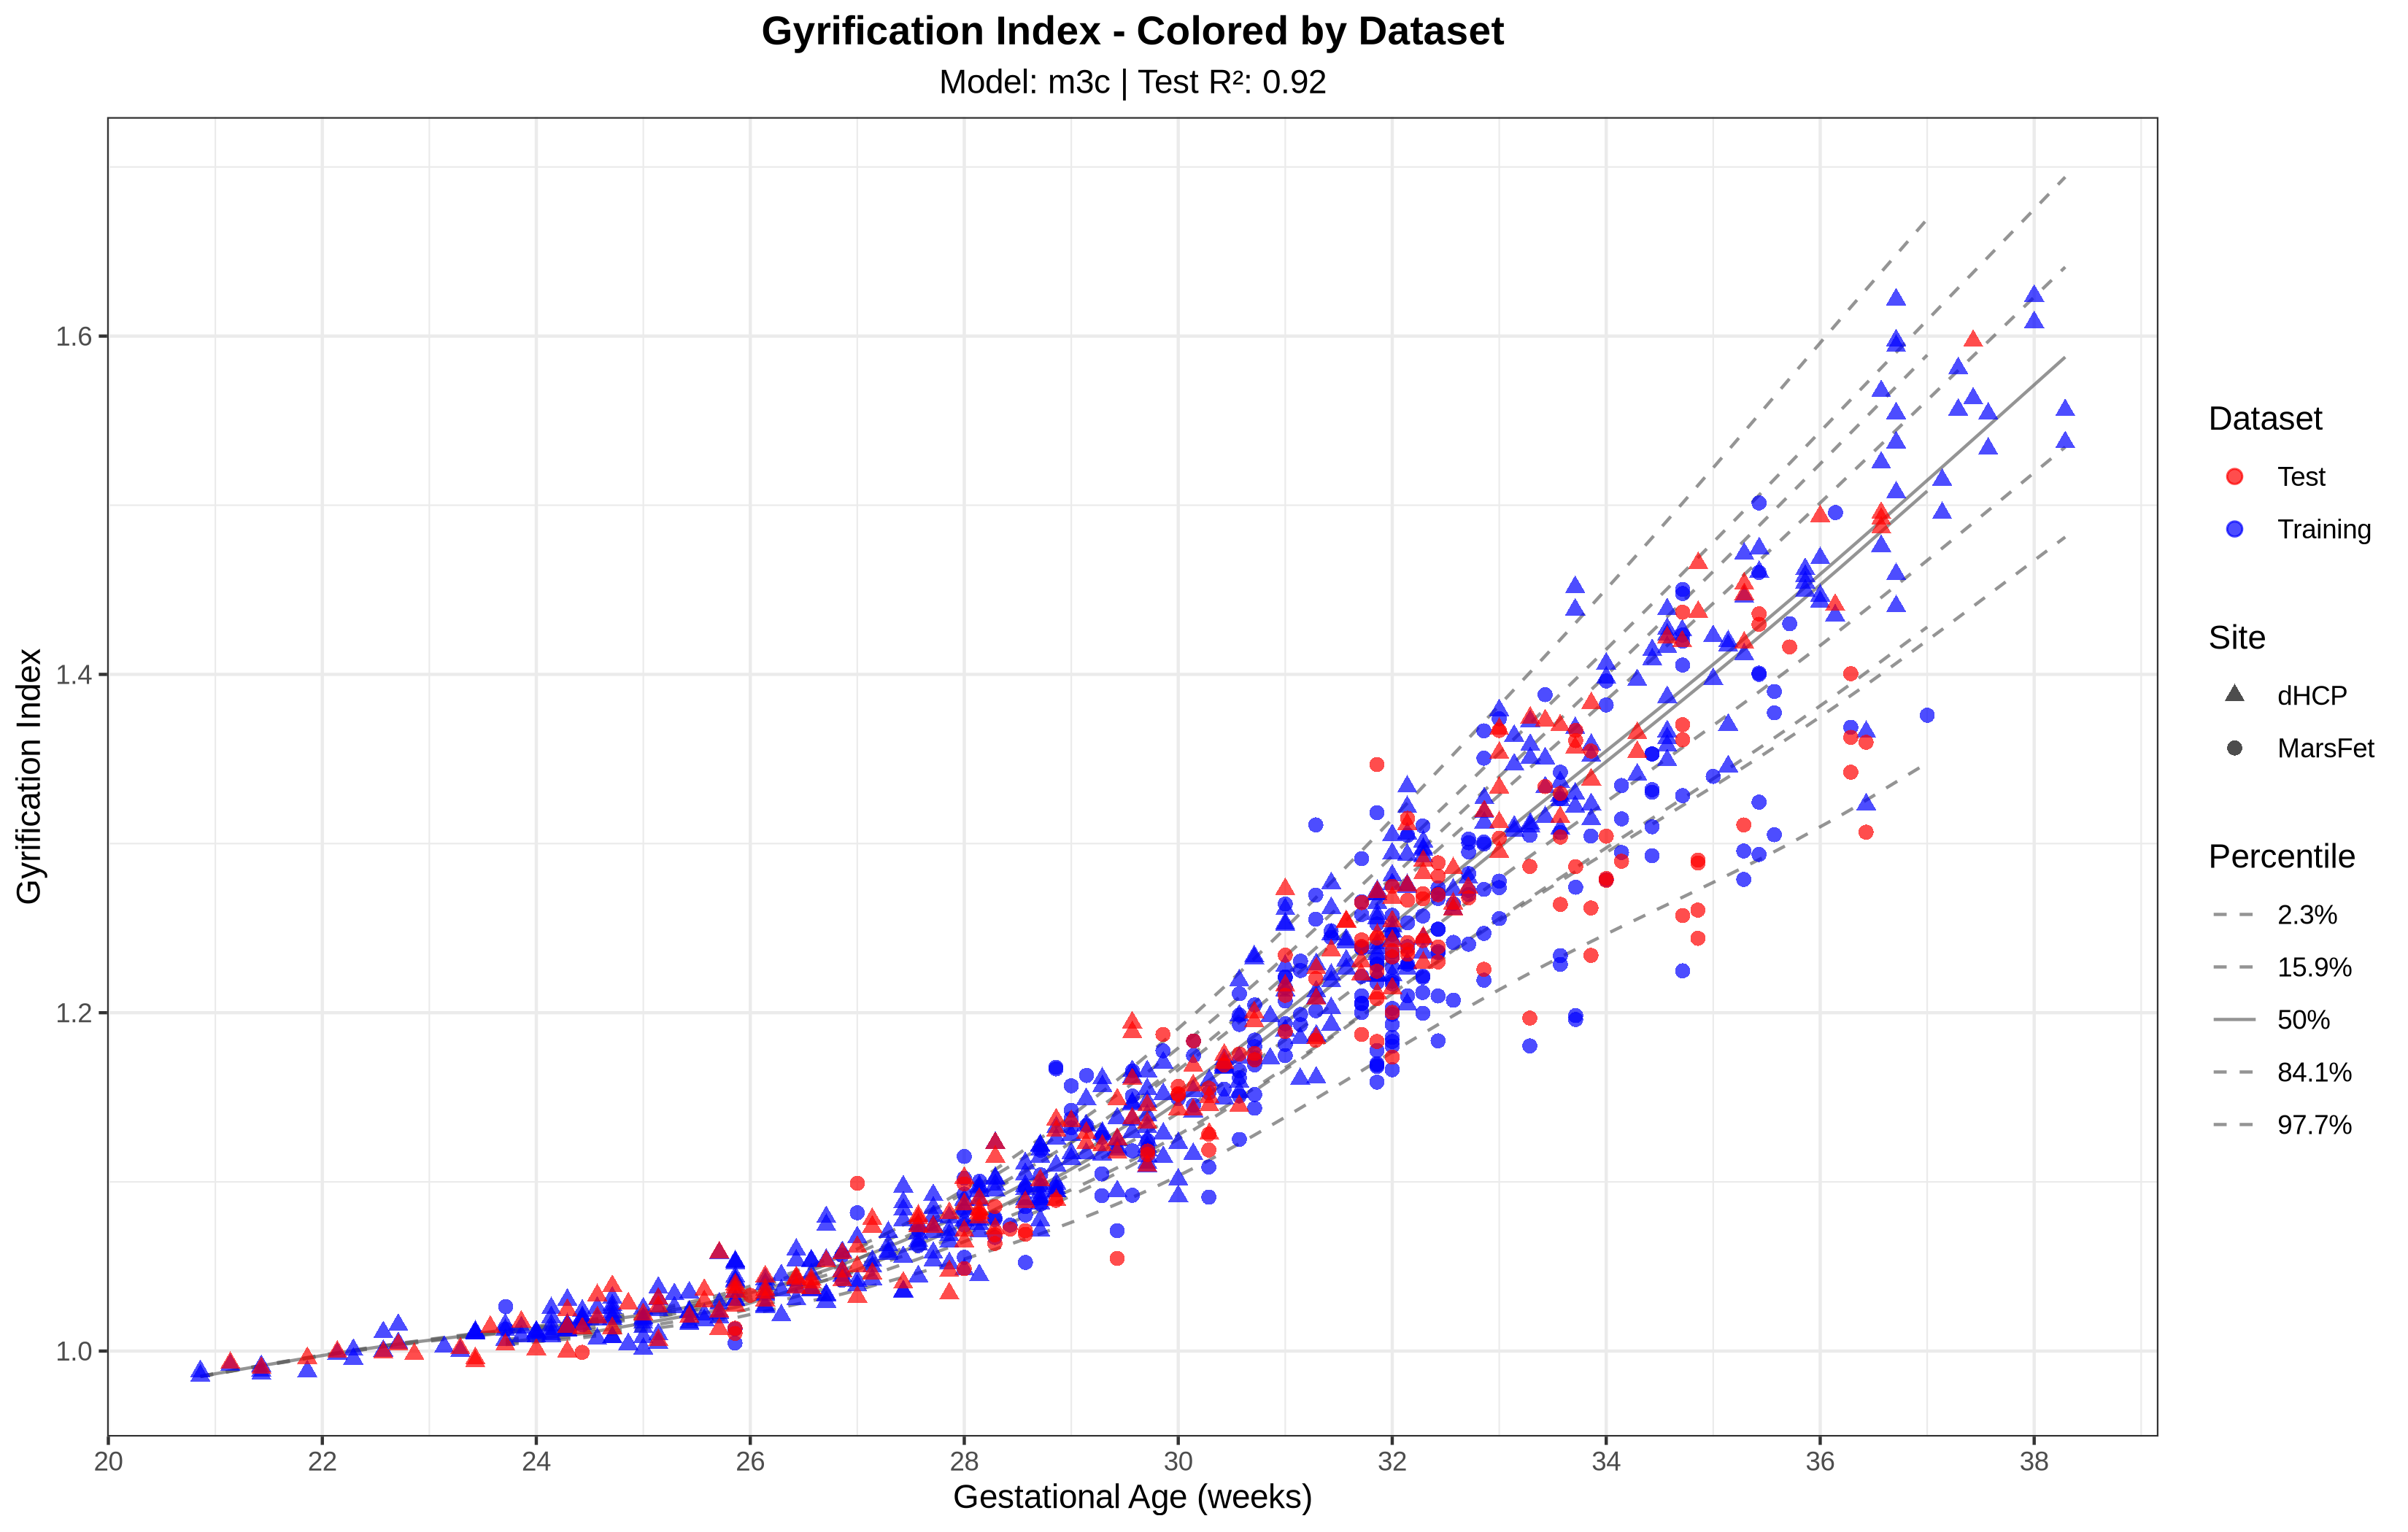 Gyrification Index - Colored by Dataset
Model: m3c | Test R²: 0.92
Gyrification Index
1.6
1.4
1.2
1.0
20 22 24 26 28 30 32 34 36 38
Gestational Age (weeks)
Dataset
Test
Training
Site
dHCP
MarsFet
Percentile
2.3%
15.9%
50%
84.1%
97.7%